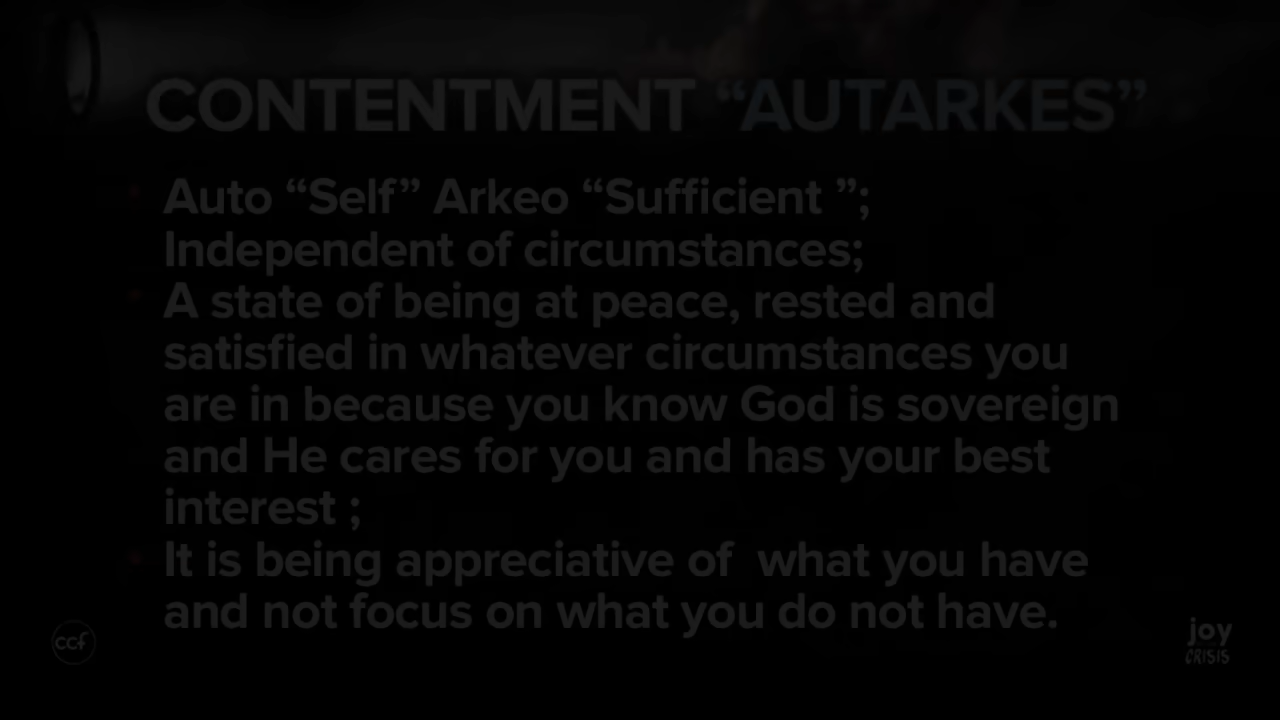 CONTENTMENT “AUTARKES”
Auto “Self” Arkeo “Sufficient ”;
Independent of circumstances;
A state of being at peace, rested and
satisfied in whatever circumstances you
are in because you know God is sovereign
and He cares for you and has your best
interest ;
It is being appreciative of  what you have
and not focus on what you do not have.
ccf
joy
CRISIS